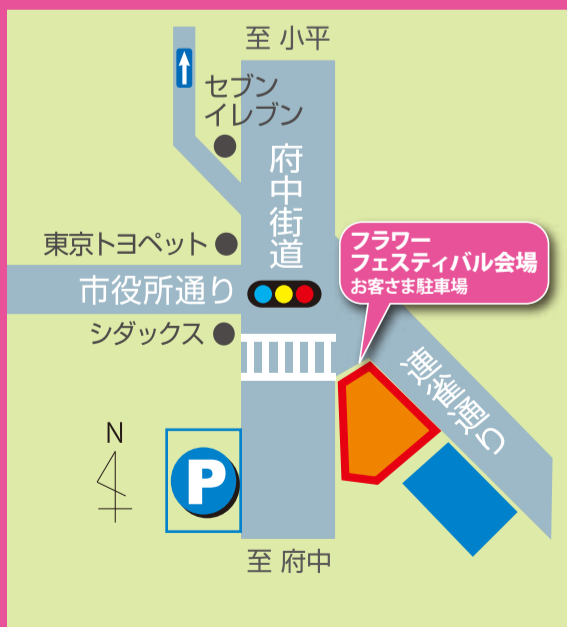 至 小平
セブン
イレブン
府中街道
東京トヨペット
フラワー
フェスティバル会場
お客さま駐車場
市役所通り
シダックス
連雀通り
N
P
至 府中